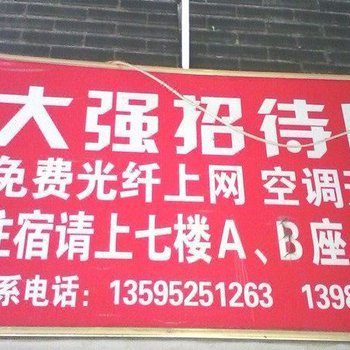 大强招待
免费光纤上网 空调
住宿请上七楼A、B座
系电话：13595251263 1398